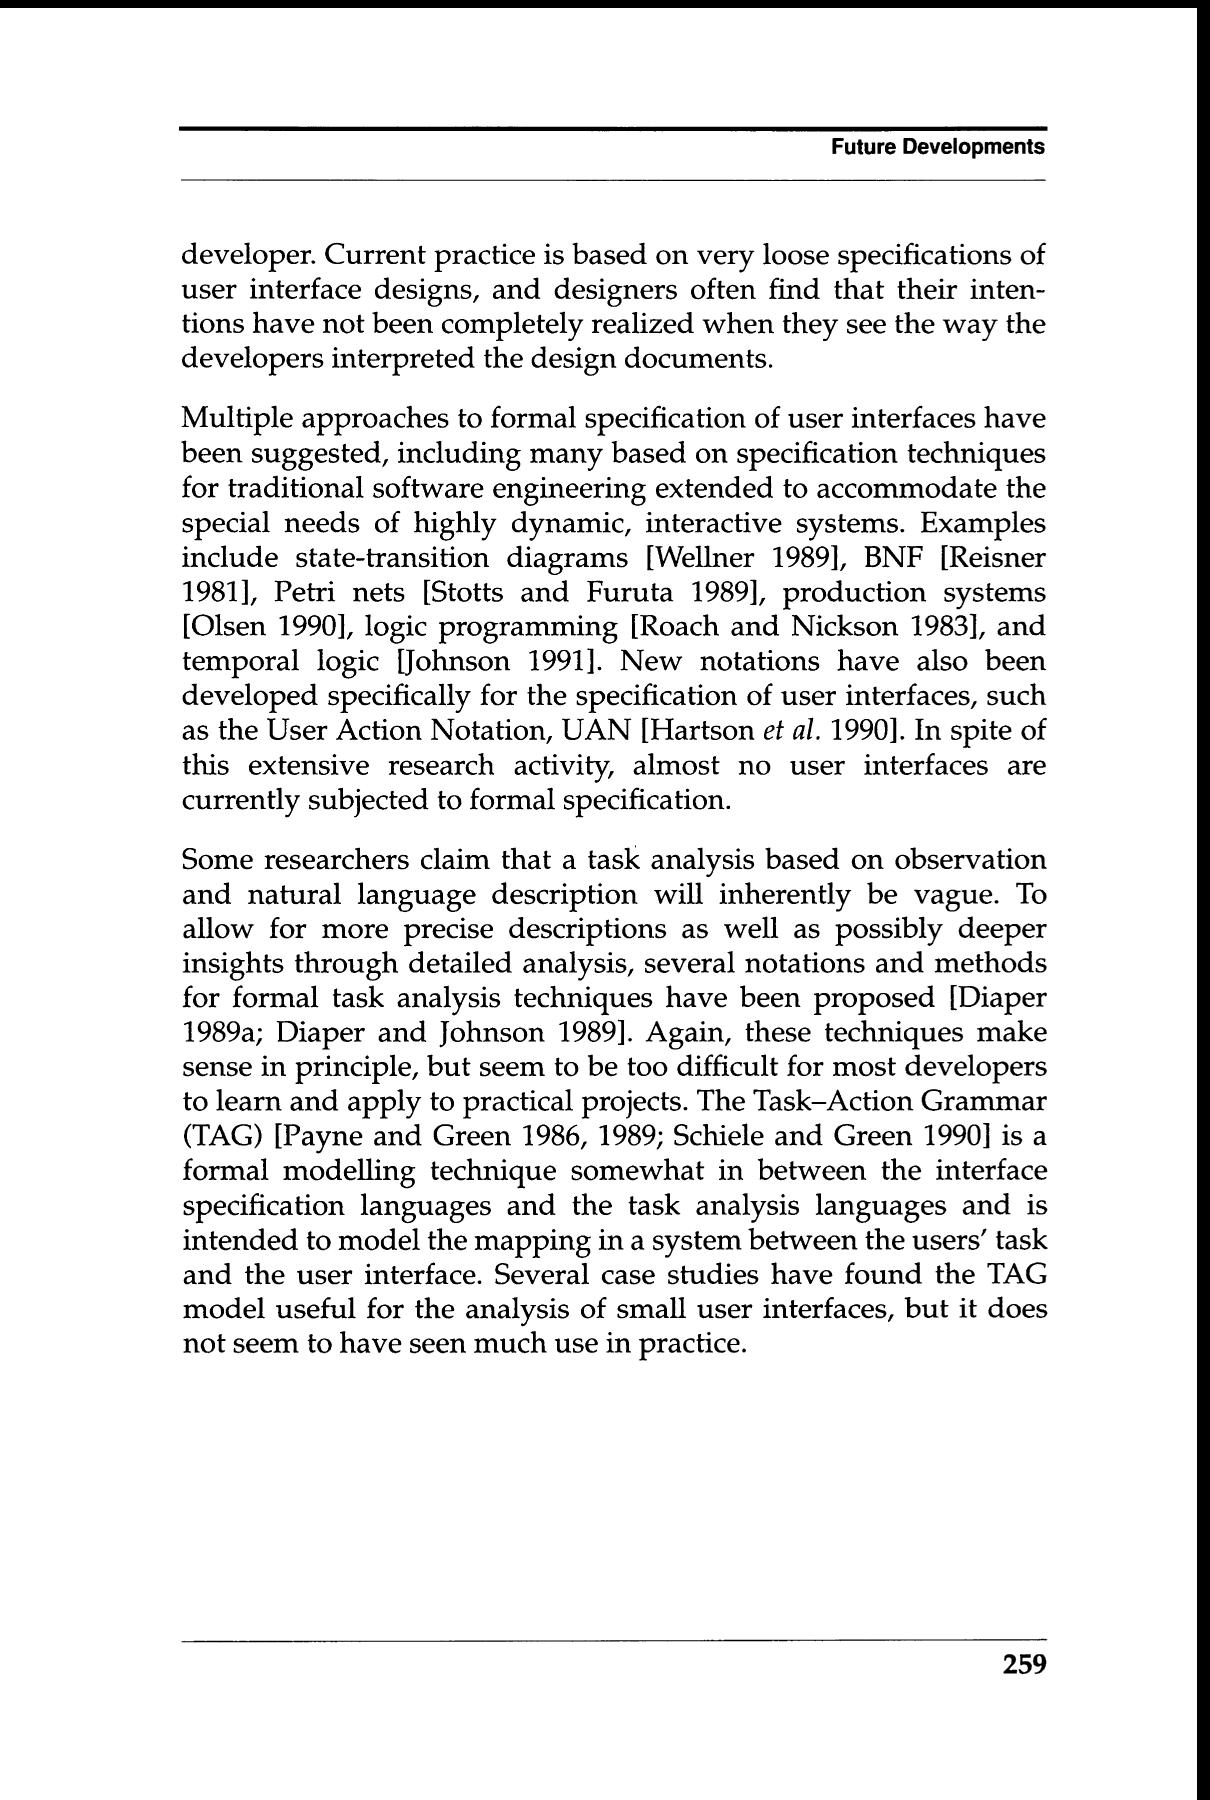 Future Developments
developer. Current practice is based on very loose specifications of
user interface designs, and designers often find that their inten-
tions have not been completely realized when they see the way the
developers interpreted the design documents.
Multiple approaches to formal specification of user interfaces have
been suggested, including many based on specification techniques
for traditional software engineering extended to accommodate the
special needs of highly dynamic, interactive systems. Examples
include state-transition diagrams [Wellner 1989], BNF [Reisner
1981], Petri nets [Stotts and Furuta 1989], production systems
[Olsen 1990], logic programming [Roach and Nickson 1983], and
temporal logic [Johnson 1991]. New notations have also been
developed specifically for the specification of user interfaces, such
as the User Action Notation, UAN [Hartson et al. 1990]. In spite of
this extensive research activity, almost no user interfaces are
currently subjected to formal specification.
Some researchers claim that a task analysis based on observation
and natural language description will inherently be vague. To
allow for more precise descriptions as well as possibly deeper
insights through detailed analysis, several notations and methods
for formal task analysis techniques have been proposed [Diaper
1989a; Diaper and Johnson 1989]. Again, these techniques make
sense in principle, but seem to be too difficult for most developers
to learn and apply to practical projects. The Task–Action Grammar
(TAG) [Payne and Green 1986, 1989; Schiele and Green 1990] is a
formal modelling technique somewhat in between the interface
specification languages and the task analysis languages and is
intended to model the mapping in a system between the users' task
and the user interface. Several case studies have found the TAG
model useful for the analysis of small user interfaces, but it does
not seem to have seen much use in practice.
259